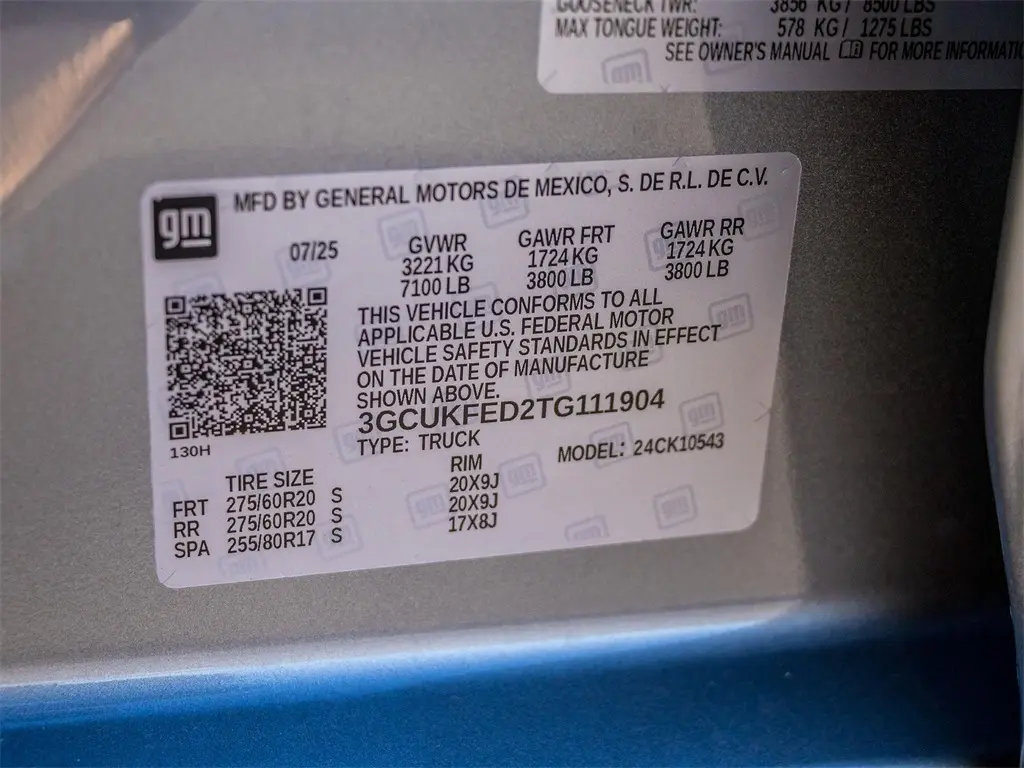 GOOSENECK TWR: 3856 KG/ 8500 LBS
MAX TONGUE WEIGHT: 578 KG/ 1275 LBS
SEE OWNER'S MANUAL FOR MORE INFORMATIO
gm
MFD BY GENERAL MOTORS DE MEXICO, S. DE R.L. DE C.V.
07/25 GVWR GAWR FRT GAWR RR
3221 KG 1724 KG 1724 KG
7100 LB 3800 LB 3800 LB
THIS VEHICLE CONFORMS TO ALL
APPLICABLE U.S. FEDERAL MOTOR
VEHICLE SAFETY STANDARDS IN EFFECT
ON THE DATE OF MANUFACTURE
SHOWN ABOVE.
3GCUKFED2TG111904
130H
TYPE: TRUCK MODEL: 24CK10543
TIRE SIZE RIM
FRT 275/60R20 S 20X9J
RR 275/60R20 S 20X9J
SPA 255/80R17 S 17X8J